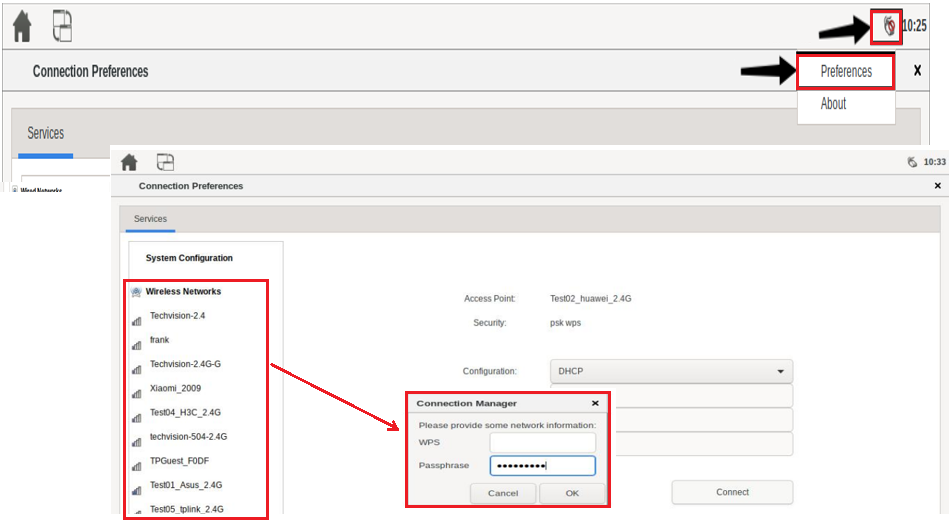 10:25
Connection Preferences
Preferences
About
Services
Wired Networks
10:33
Connection Preferences
Services
System Configuration
Wireless Networks
Techvision-2.4
frank
Techvision-2.4G-G
Xiaomi_2009
Test04_H3C_2.4G
techvision-504-2.4G
TPGuest_F0DF
Test01_Asus_2.4G
Test05_tplink_2.4G
Access Point: Test02_huawei_2.4G
Security: psk wps
Configuration: DHCP
Connection Manager
Please provide some network information:
WPS
Passphrase
Cancel OK
Connect